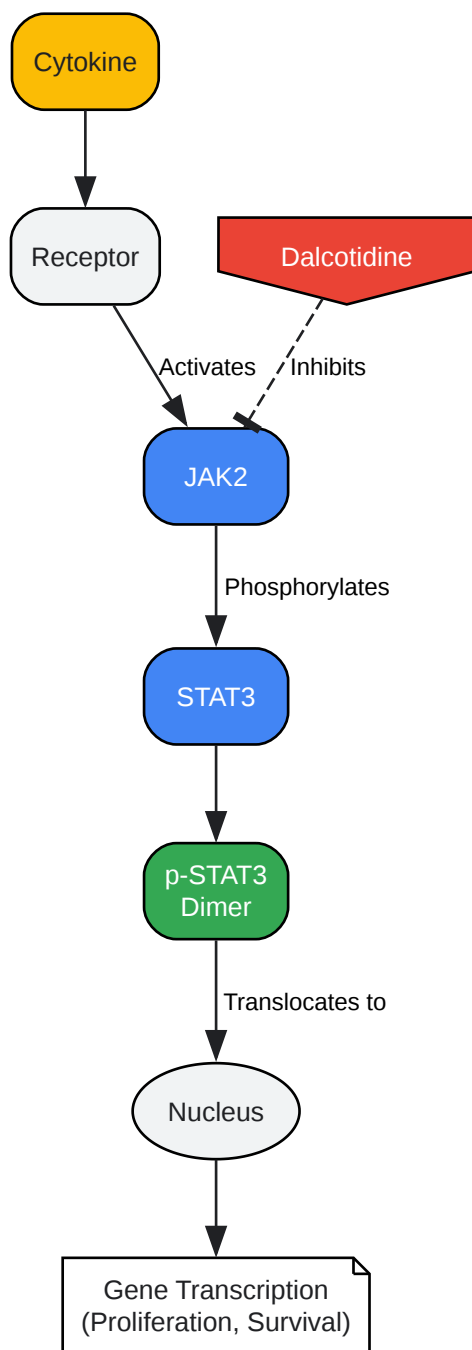 Cytokine
Receptor
Dalcotidine
Activates
Inhibits
JAK2
Phosphorylates
STAT3
p-STAT3
Dimer
Translocates to
Nucleus
Gene Transcription
(Proliferation, Survival)